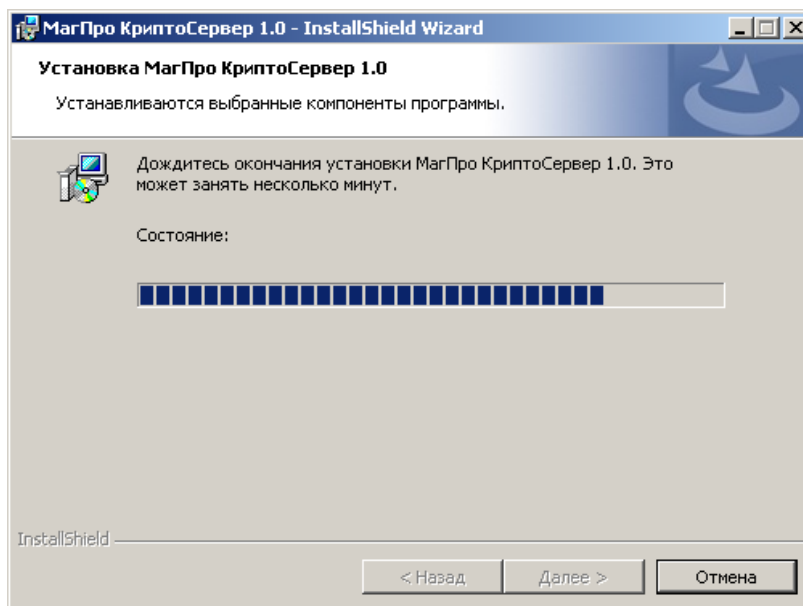 МагПро КриптоСервер 1.0 - InstallShield Wizard
Установка МагПро КриптоСервер 1.0
Устанавливаются выбранные компоненты программы.
Дождитесь окончания установки МагПро КриптоСервер 1.0. Это
может занять несколько минут.
Состояние:
InstallShield
< Назад
Далее >
Отмена